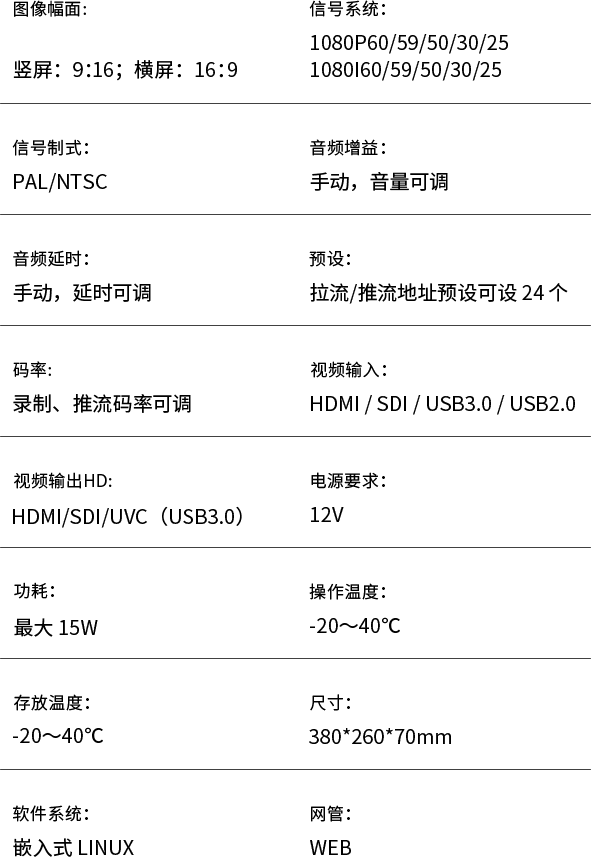 图像幅面:
信号系统：
竖屏：9:16；横屏：16:9
1080P60/59/50/30/25
1080I60/59/50/30/25
信号制式：
音频增益：
PAL/NTSC
手动，音量可调
音频延时：
预设：
手动，延时可调
拉流/推流地址预设可设 24 个
码率:
视频输入：
录制、推流码率可调
HDMI / SDI / USB3.0 / USB2.0
视频输出HD:
电源要求：
HDMI/SDI/UVC（USB3.0）
12V
功耗：
操作温度：
最大 15W
-20～40℃
存放温度：
尺寸：
-20～40℃
380*260*70mm
软件系统：
网管：
嵌入式 LINUX
WEB